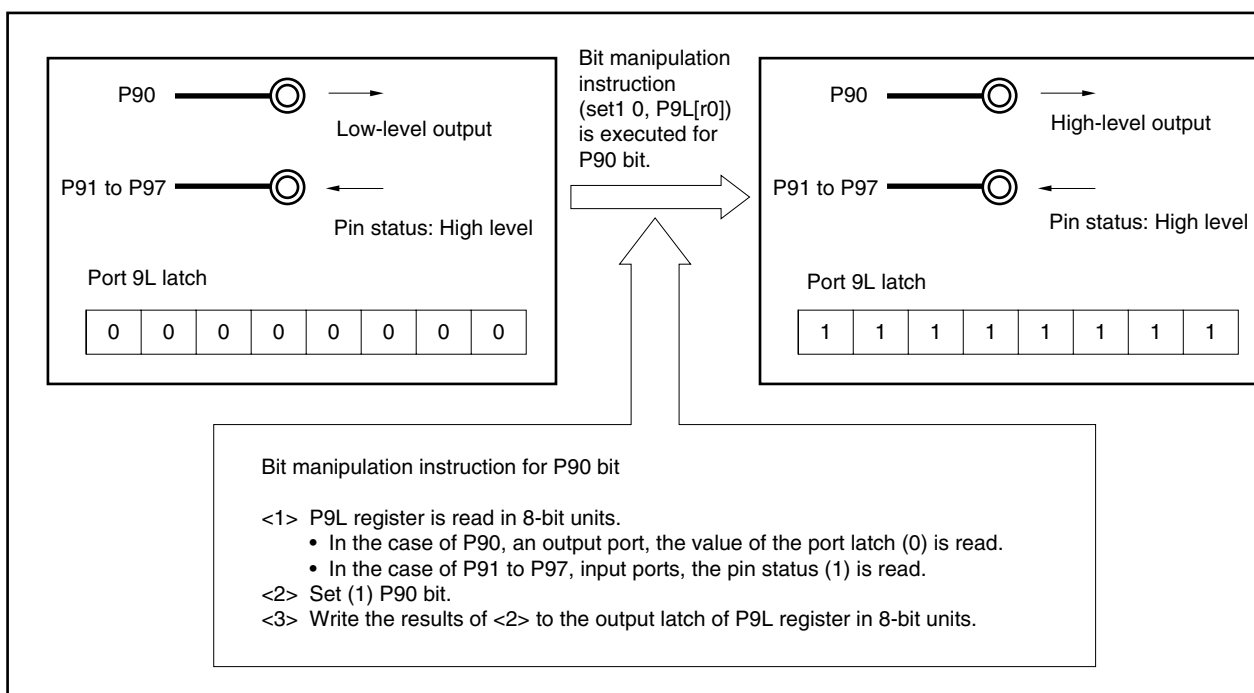 P90
Low-level output
P91 to P97
Pin status: High level
Port 9L latch
0 0 0 0 0 0 0 0
Bit manipulation
instruction
(set1 0, P9L[r0])
is executed for
P90 bit.
P90
High-level output
P91 to P97
Pin status: High level
Port 9L latch
1 1 1 1 1 1 1 1
Bit manipulation instruction for P90 bit
<1> P9L register is read in 8-bit units.
• In the case of P90, an output port, the value of the port latch (0) is read.
• In the case of P91 to P97, input ports, the pin status (1) is read.
<2> Set (1) P90 bit.
<3> Write the results of <2> to the output latch of P9L register in 8-bit units.